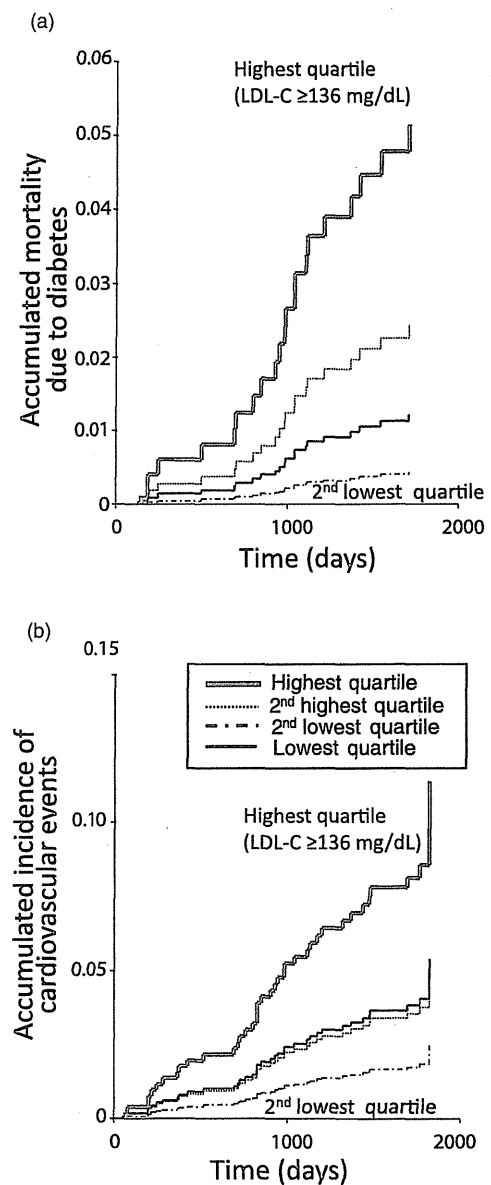 (a)
0.06
0.05
0.04
0.03
0.02
0.01
0
Accumulated mortality
due to diabetes
Highest quartile
(LDL-C ≥136 mg/dL)
2nd lowest quartile
0
1000
2000
Time (days)
(b)
0.15
0.10
0.05
0
Accumulated incidence of
cardiovascular events
Highest quartile
2nd highest quartile
2nd lowest quartile
Lowest quartile
Highest quartile
(LDL-C ≥136 mg/dL)
2nd lowest quartile
0
1000
2000
Time (days)